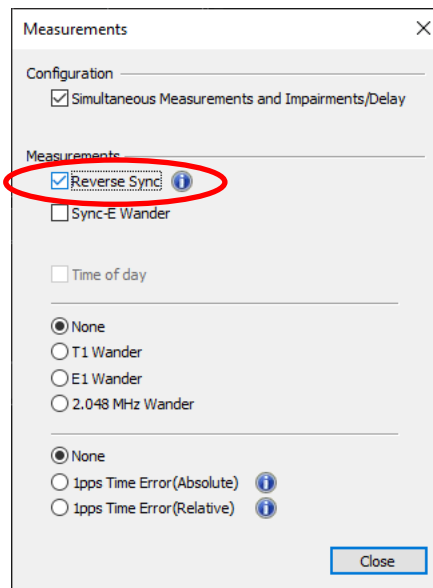 Measurements
Configuration
Simultaneous Measurements and Impairments/Delay
Measurements
Reverse Sync
Sync-E Wander
Time of day
None
T1 Wander
E1 Wander
2.048 MHz Wander
None
1pps Time Error(Absolute)
1pps Time Error(Relative)
Close